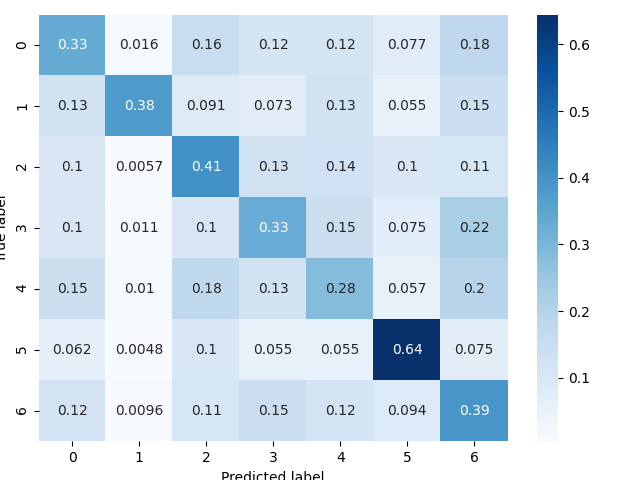 0 0.33 0.016 0.16 0.12 0.12 0.077 0.18
1 0.13 0.38 0.091 0.073 0.13 0.055 0.15
2 0.1 0.0057 0.41 0.13 0.14 0.1 0.11
3 0.1 0.011 0.1 0.33 0.15 0.075 0.22
4 0.15 0.01 0.18 0.13 0.28 0.057 0.2
5 0.062 0.0048 0.1 0.055 0.055 0.64 0.075
6 0.12 0.0096 0.11 0.15 0.12 0.094 0.39
0 1 2 3 4 5 6
Predicted label
True label
0.6
0.5
0.4
0.3
0.2
0.1